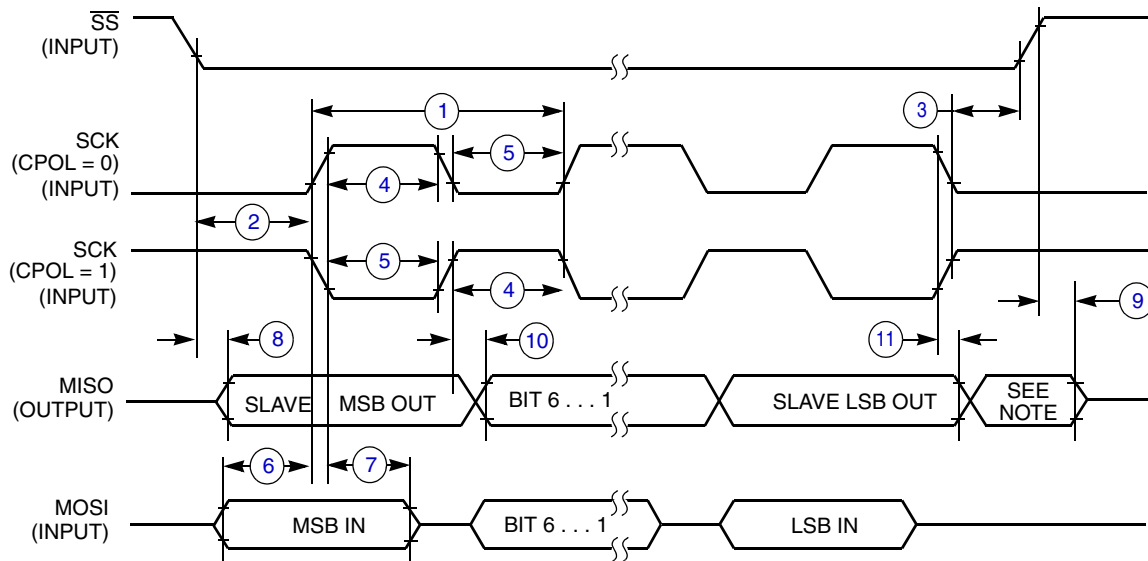 SS
(INPUT)
1
3
SCK
(CPOL = 0)
(INPUT)
5
4
2
SCK
(CPOL = 1)
(INPUT)
5
4
9
8
10
11
MISO
(OUTPUT)
SLAVE MSB OUT
BIT 6 . . . 1
SLAVE LSB OUT
SEE
NOTE
6
7
MOSI
(INPUT)
MSB IN
BIT 6 . . . 1
LSB IN